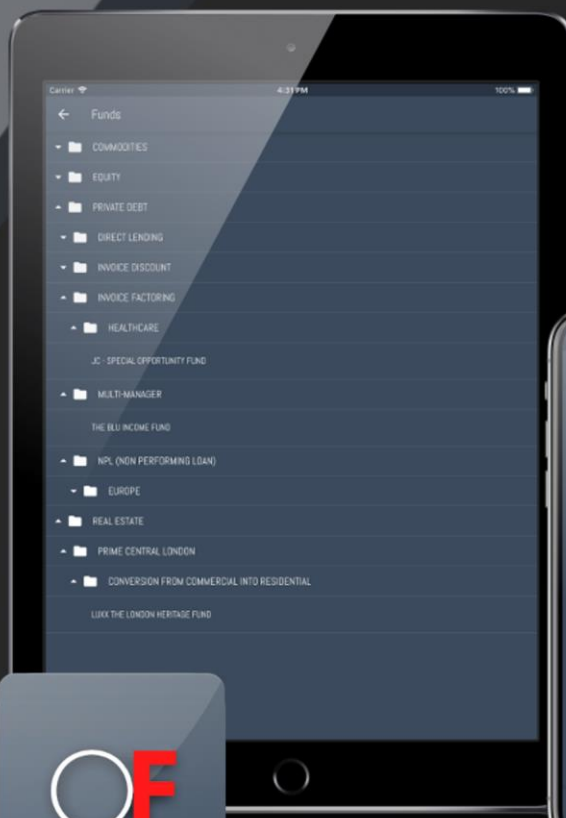 Carrier 4:31 PM 100%
Funds
COMMODITIES
EQUITY
PRIVATE DEBT
DIRECT LENDING
INVOICE DISCOUNT
INVOICE FACTORING
HEALTHCARE
JC - SPECIAL OPPORTUNITY FUND
MULTI-MANAGER
THE BLU INCOME FUND
NPL (NON PERFORMING LOAN)
EUROPE
REAL ESTATE
PRIME CENTRAL LONDON
CONVERSION FROM COMMERCIAL INTO RESIDENTIAL
LUXX THE LONDON HERITAGE FUND
OF